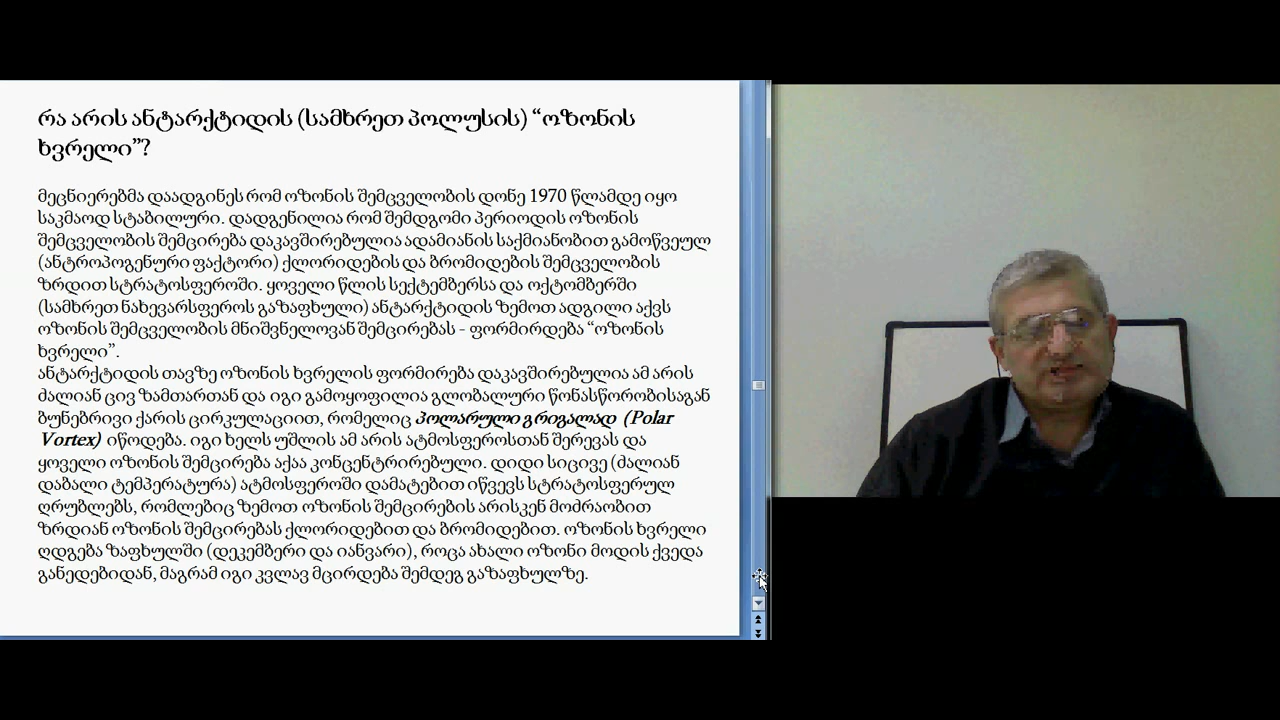 რა არის ანტარქტიდის (სამხრეთ პოლუსის) “ოზონის
ხვრელი”?
მეცნიერებმა დაადგინეს რომ ოზონის შემცველობის დონე 1970 წლამდე იყო
საკმაოდ სტაბილური. დადგენილია რომ შემდგომი პერიოდის ოზონის
შემცველობის შემცირება დაკავშირებულია ადამიანის საქმიანობით გამოწვეულ
(ანტროპოგენური ფაქტორი) ქლორიდების და ბრომიდების შემცველობის
ზრდით სტრატოსფეროში. ყოველი წლის სექტემბერსა და ოქტომბერში
(სამხრეთ ნახევარსფეროს გაზაფხული) ანტარქტიდის ზემოთ ადგილი აქვს
ოზონის შემცველობის მნიშვნელოვან შემცირებას - ფორმირდება “ოზონის
ხვრელი”.
ანტარქტიდის თავზე ოზონის ხვრელის ფორმირება დაკავშირებულია ამ არის
ძალიან ცივ ზამთართან და იგი გამოყოფილია გლობალური წონასწორობისაგან
ბუნებრივი ქარის ცირკულაციით, რომელიც პოლარული გრიგალად (Polar
Vortex) იწოდება. იგი ხელს უშლის ამ არის ატმოსფეროსთან შერევას და
ყოველი ოზონის შემცირება აქაა კონცენტრირებული. დიდი სიცივე (ძალიან
დაბალი ტემპერატურა) ატმოსფეროში დამატებით იწვევს სტრატოსფერულ
ღრუბლებს, რომლებიც ზემოთ ოზონის შემცირების არისკენ მოძრაობით
ზრდიან ოზონის შემცირებას ქლორიდებით და ბრომიდებით. ოზონის ხვრელი
ღდგება ზაფხულში (დეკემბერი და იანვარი), როცა ახალი ოზონი მოდის ქვედა
განედებიდან, მაგრამ იგი კვლავ მცირდება შემდეგ გაზაფხულზე.